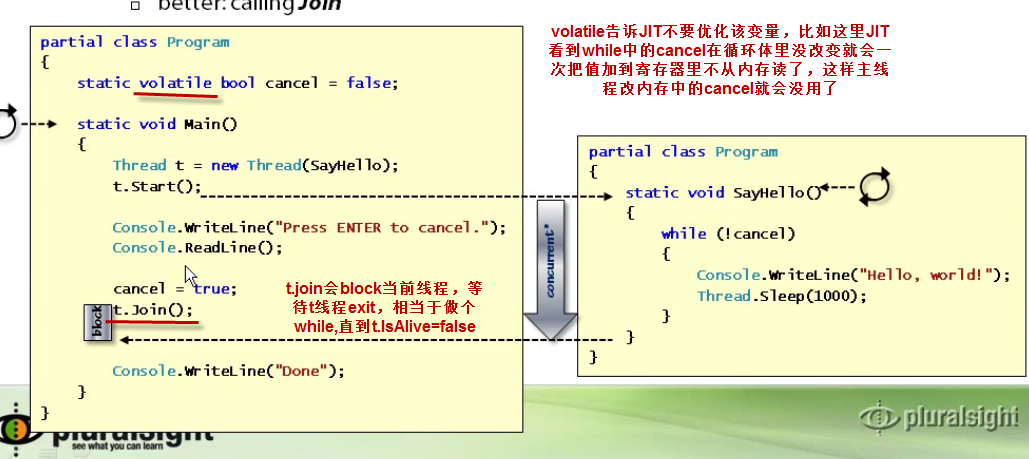 better: calling Join
partial class Program
{
static volatile bool cancel = false;
static void Main()
{
Thread t = new Thread(SayHello);
t.Start();
Console.WriteLine("Press ENTER to cancel.");
Console.ReadLine();
cancel = true;
t.Join();
block
Console.WriteLine("Done");
}
}
t.join会block当前线程，等
待t线程exit，相当于做个
while,直到t.IsAlive=false
concurrent*
volatile告诉JIT不要优化该变量，比如这里JIT
看到while中的cancel在循环体里没改变就会一
次把值加到寄存器里不从内存读了，这样主线
程改内存中的cancel就会没用了
partial class Program
{
static void SayHello()
{
while (!cancel)
{
Console.WriteLine("Hello, world!");
Thread.Sleep(1000);
}
}
}
pluralsight
see what you can learn
pluralsight